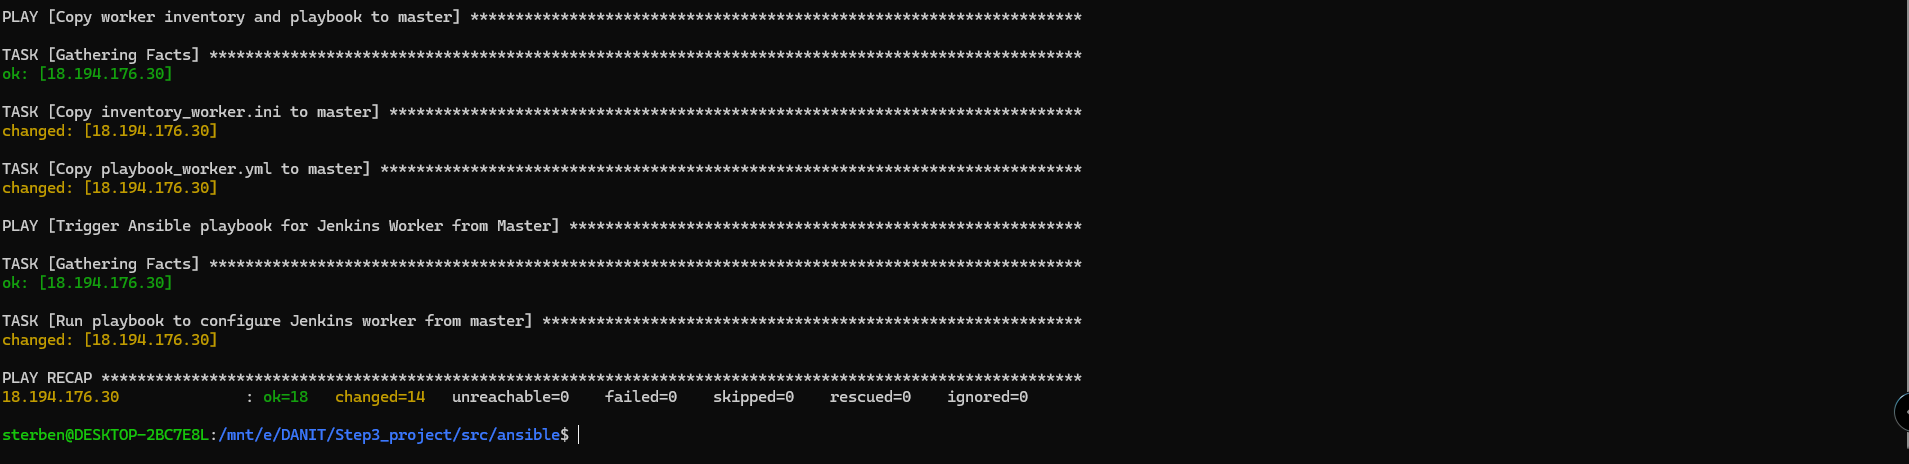 PLAY [Copy worker inventory and playbook to master] ********************************************************************
TASK [Gathering Facts] *************************************************************************************************
ok: [18.194.176.30]
TASK [Copy inventory_worker.ini to master] *****************************************************************************
changed: [18.194.176.30]
TASK [Copy playbook_worker.yml to master] ******************************************************************************
changed: [18.194.176.30]
PLAY [Trigger Ansible playbook for Jenkins Worker from Master] *********************************************************
TASK [Gathering Facts] *************************************************************************************************
ok: [18.194.176.30]
TASK [Run playbook to configure Jenkins worker from master] ************************************************************
changed: [18.194.176.30]
PLAY RECAP *************************************************************************************************************
18.194.176.30              : ok=18   changed=14   unreachable=0    failed=0    skipped=0    rescued=0    ignored=0
sterben@DESKTOP-2BC7E8L:/mnt/e/DANIT/Step3_project/src/ansible$